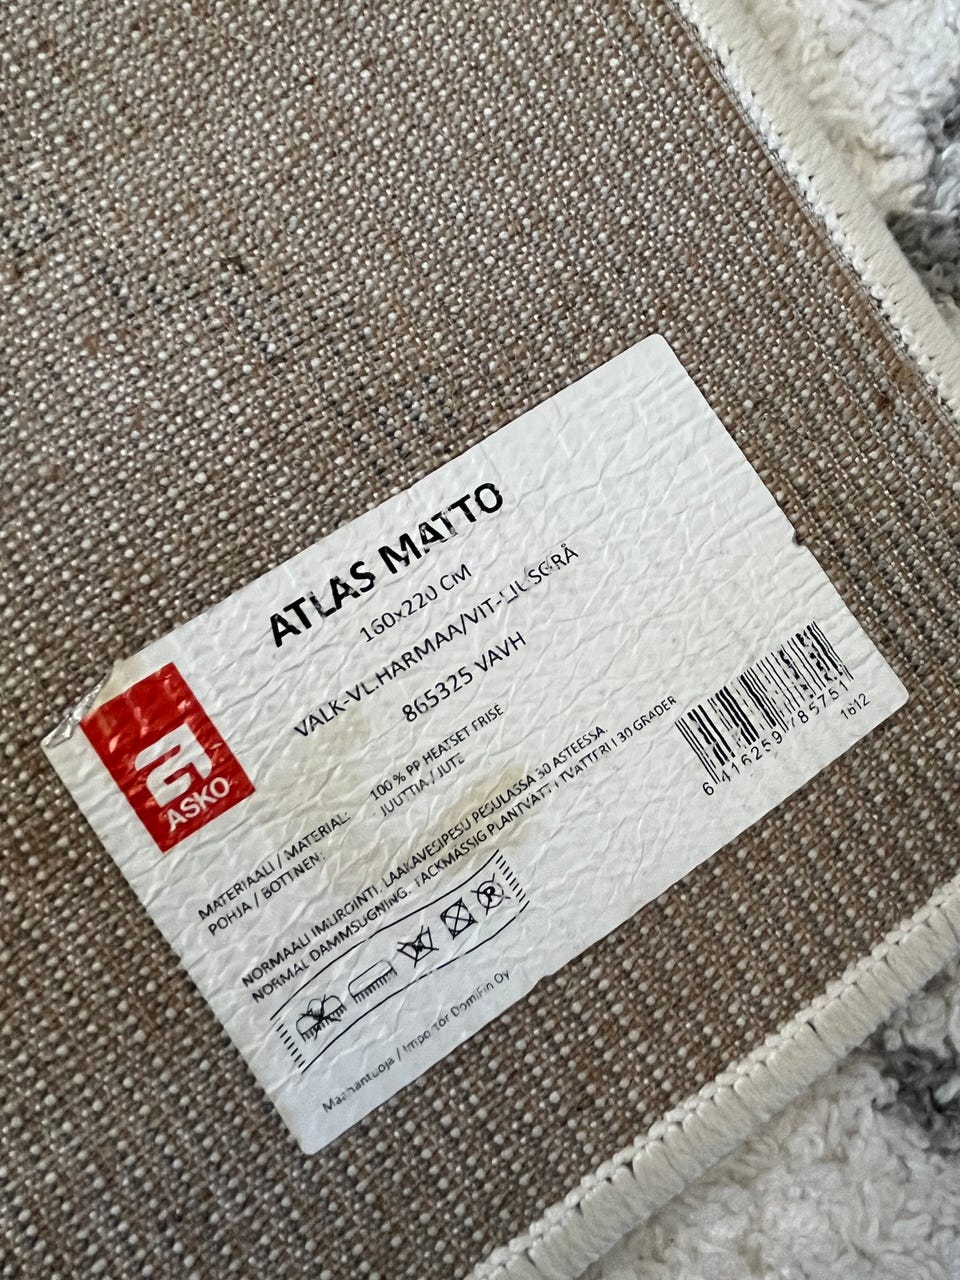 ASKO
ATLAS MATTO
160x220 CM
VALK-VL.HARMAA/VIT-LJUSGRÅ
865325 VAVH
MATERIAALI / MATERIAL: 100 % PP HEATSET FRISE
POHJA / BOTTNEN: JUUTTIA / JUTE
NORMAALI IMUROINTI. LAAKAVESIPESU PESULASSA 30 ASTEESSA.
NORMAL DAMMSUGNING. TACKMÄSSIG PLANTVÄTT I TVÄTTERI I 30 GRADER
P
Maahantuoja / Importör DomiFin Oy
6 416259 785751
1612